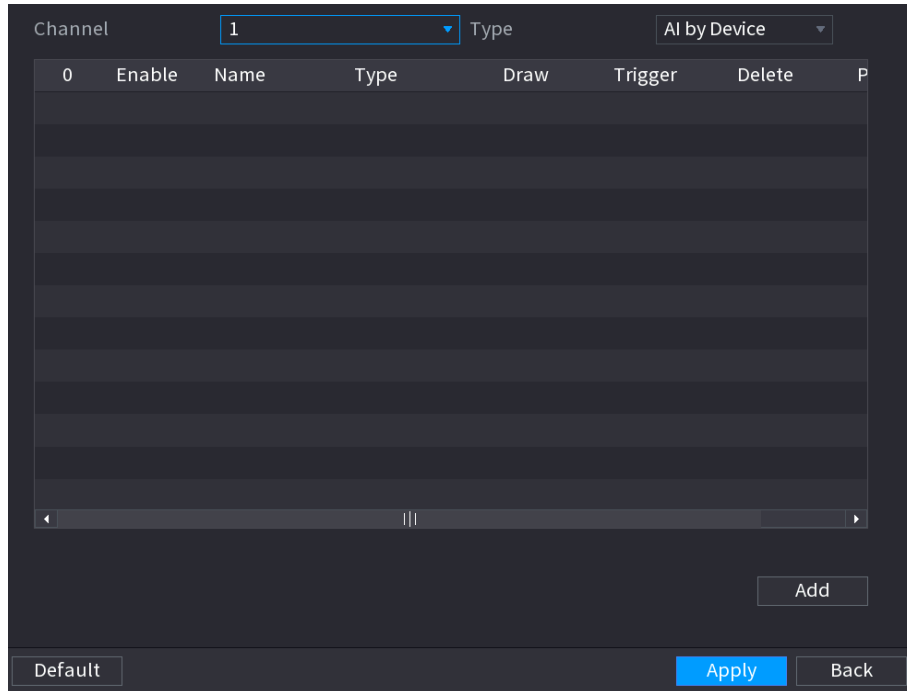 Channel 1 Type AI by Device
0 Enable Name Type Draw Trigger Delete P
Add
Default Apply Back